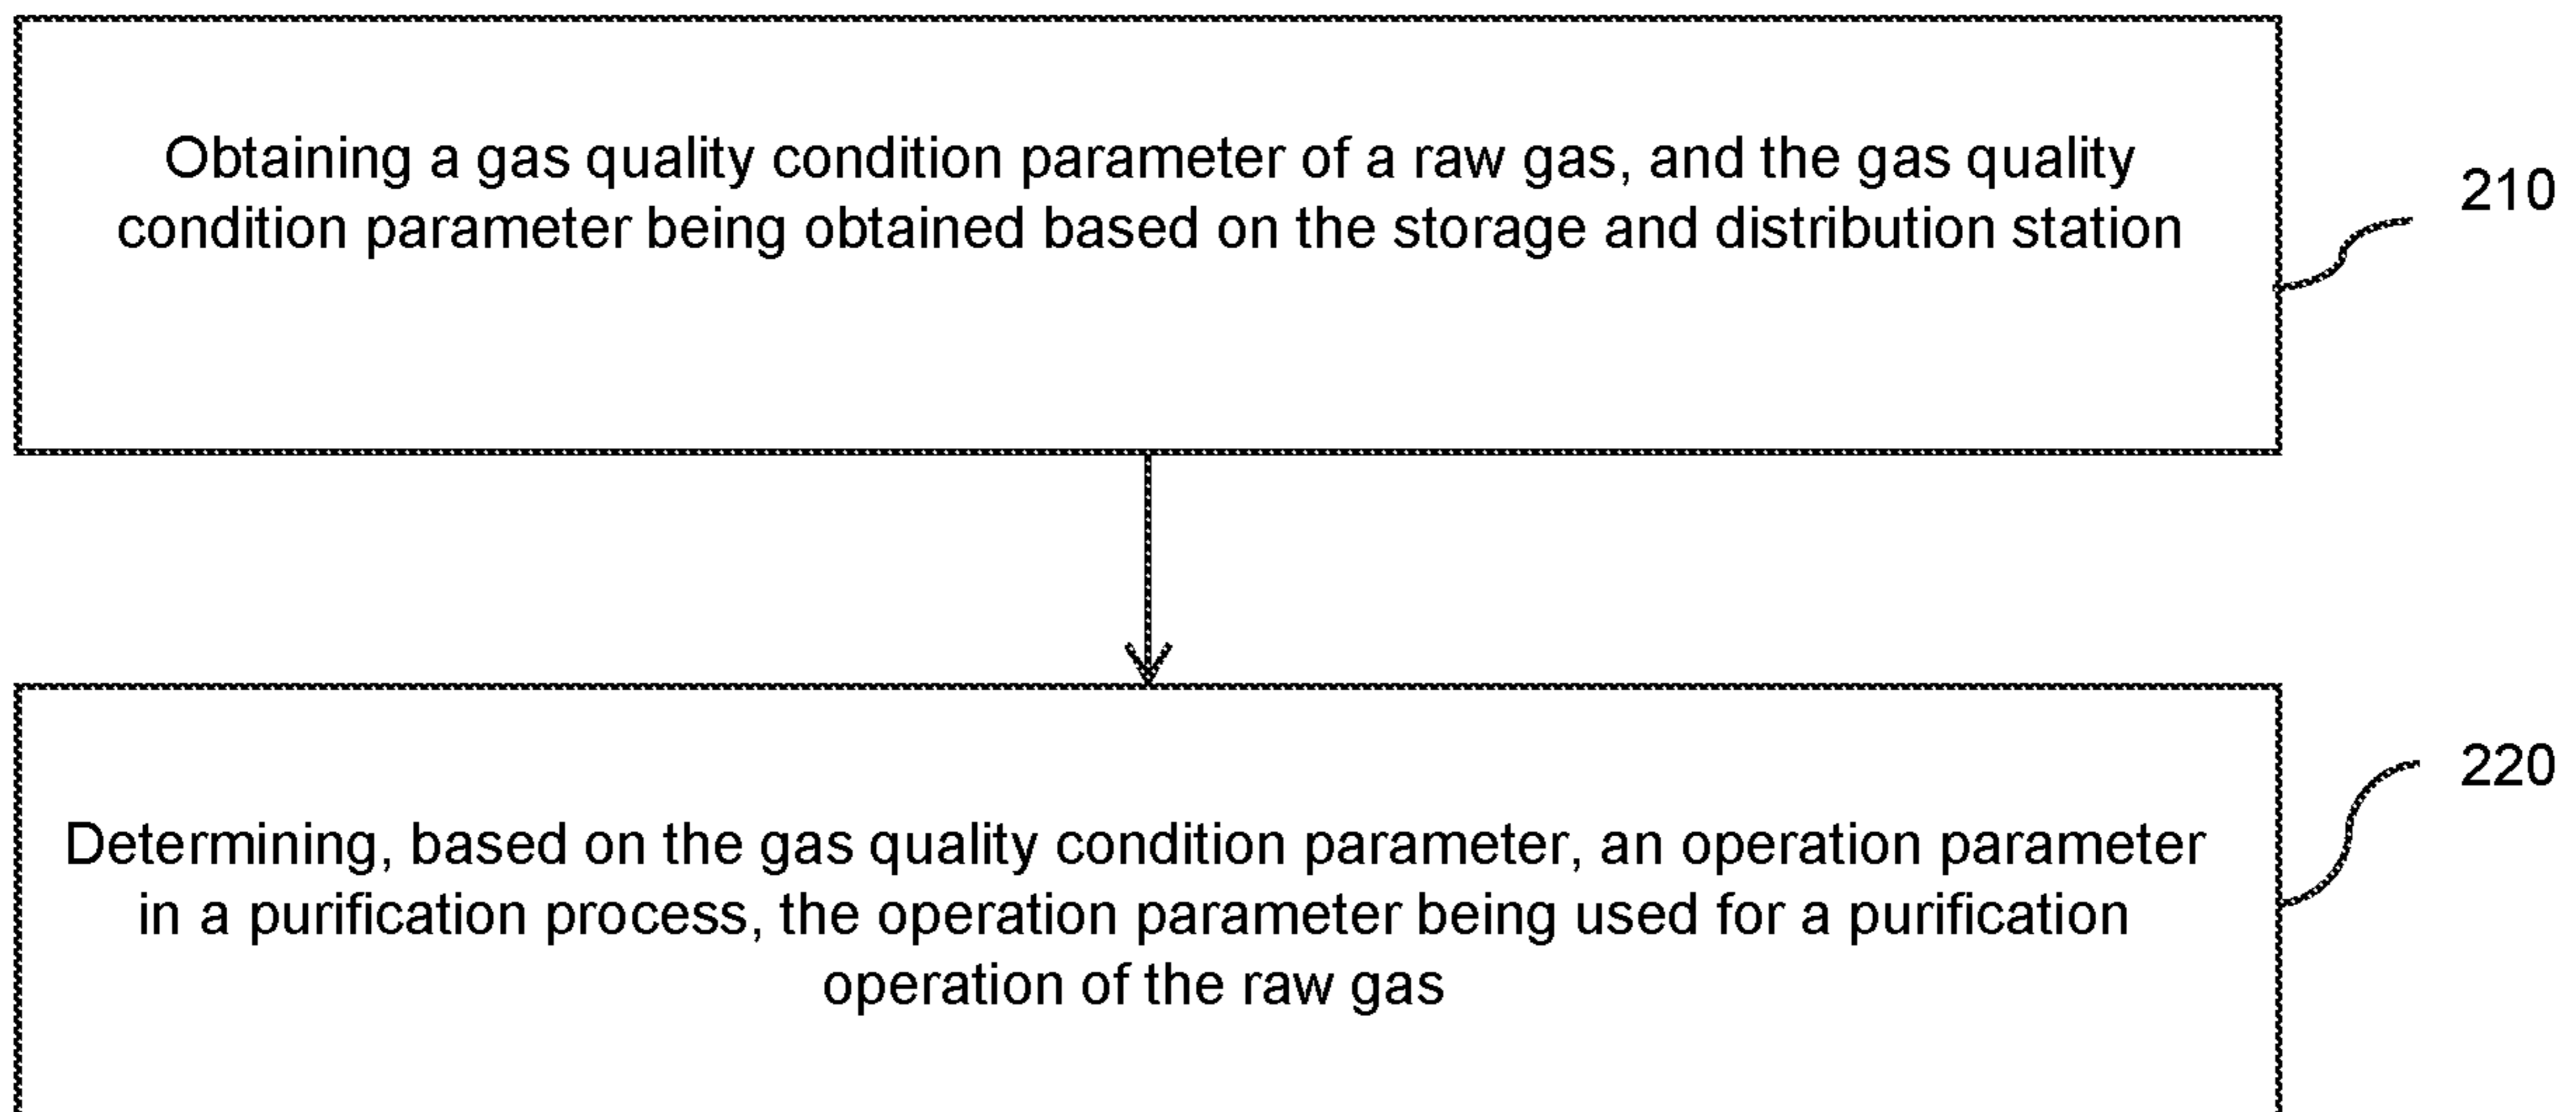 Obtaining a gas quality condition parameter of a raw gas, and the gas quality
condition parameter being obtained based on the storage and distribution station
210
Determining, based on the gas quality condition parameter, an operation parameter
in a purification process, the operation parameter being used for a purification
operation of the raw gas
220